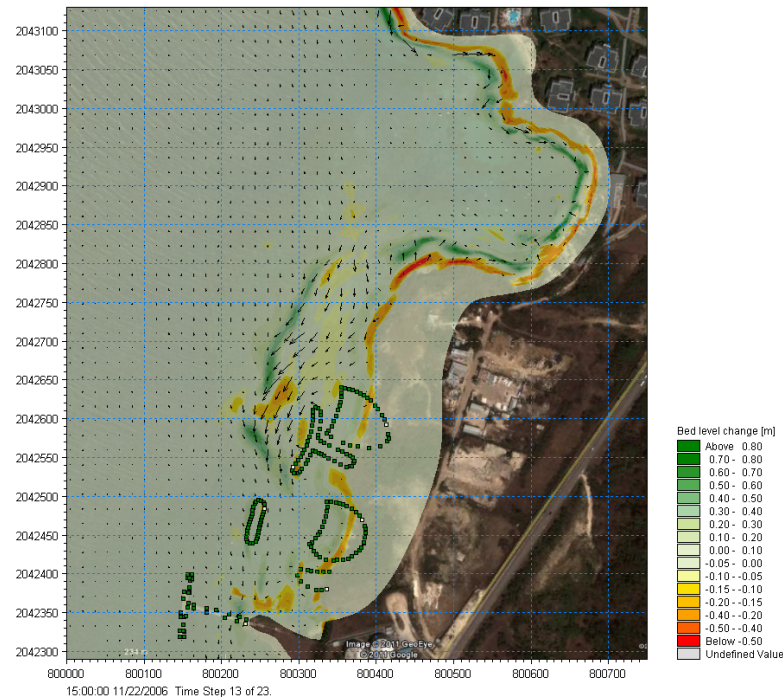 2043100
2043050
2043000
2042950
2042900
2042850
2042800
2042750
2042700
2042650
2042600
2042550
2042500
2042450
2042400
2042350
2042300
800000 800100 800200 800300 800400 800500 800600 800700
15:00:00 11/22/2006 Time Step 13 of 23.
Image © 2011 GeoEye
© 2011 Google
Bed level change [m]
Above 0.80
0.70 - 0.80
0.60 - 0.70
0.50 - 0.60
0.40 - 0.50
0.30 - 0.40
0.20 - 0.30
0.10 - 0.20
0.00 - 0.10
-0.05 - 0.00
-0.10 - -0.05
-0.15 - -0.10
-0.20 - -0.15
-0.40 - -0.20
-0.50 - -0.40
Below -0.50
Undefined Value